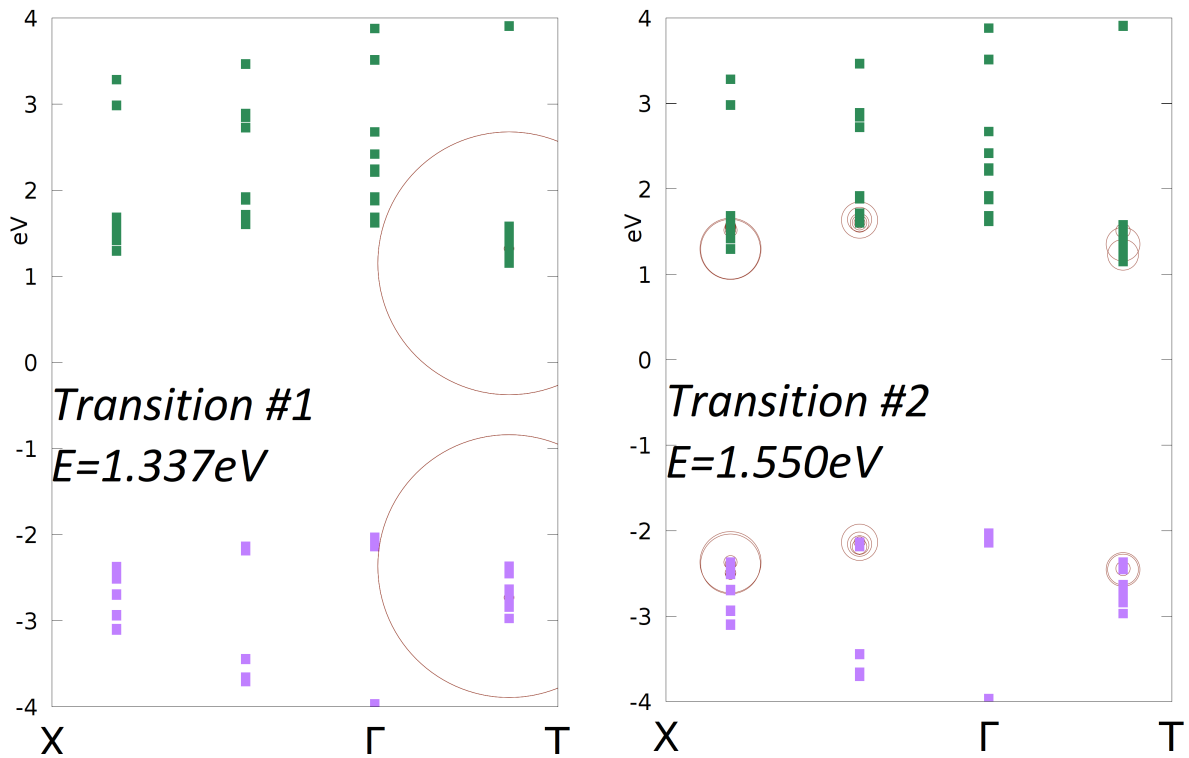 4
3
2
1
0
-1
-2
-3
-4
eV
Transition #1
E=1.337eV
X Γ T
4
3
2
1
0
-1
-2
-3
-4
eV
Transition #2
E=1.550eV
X Γ T